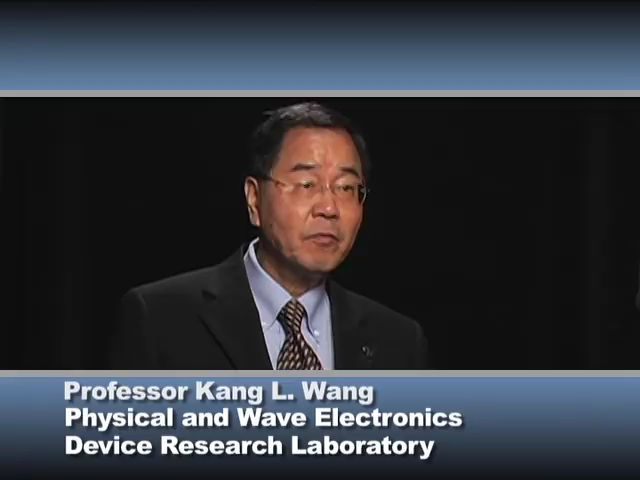 Professor Kang L. Wang
Physical and Wave Electronics
Device Research Laboratory